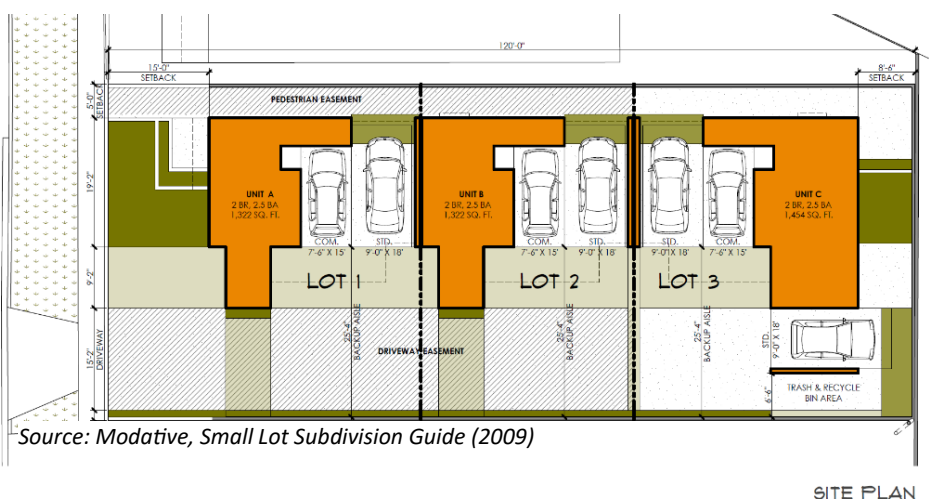 120'-0"
15'-0"
SETBACK
8'-6"
SETBACK
5'-0"
SETBACK
PEDESTRIAN EASEMENT
19'-2"
UNIT A
2 BR, 2.5 BA
1,322 SQ. FT.
UNIT B
2 BR, 2.5 BA
1,322 SQ. FT.
UNIT C
2 BR, 2.5 BA
1,454 SQ. FT.
COM.
7'-6" X 15'
STD.
9'-0" X 18'
COM.
7'-6" X 15'
STD.
9'-0" X 18'
STD.
9'-0" X 18'
COM.
7'-6" X 15'
9'-2"
LOT 1
LOT 2
LOT 3
15'-2"
DRIVEWAY
25'-4"
BACKUP AISLE
25'-4"
BACKUP AISLE
25'-4"
BACKUP AISLE
DRIVEWAY EASEMENT
STD.
9'-0" X 18'
6'-6"
TRASH & RECYCLE
BIN AREA
Source: Modative, Small Lot Subdivision Guide (2009)
SITE PLAN